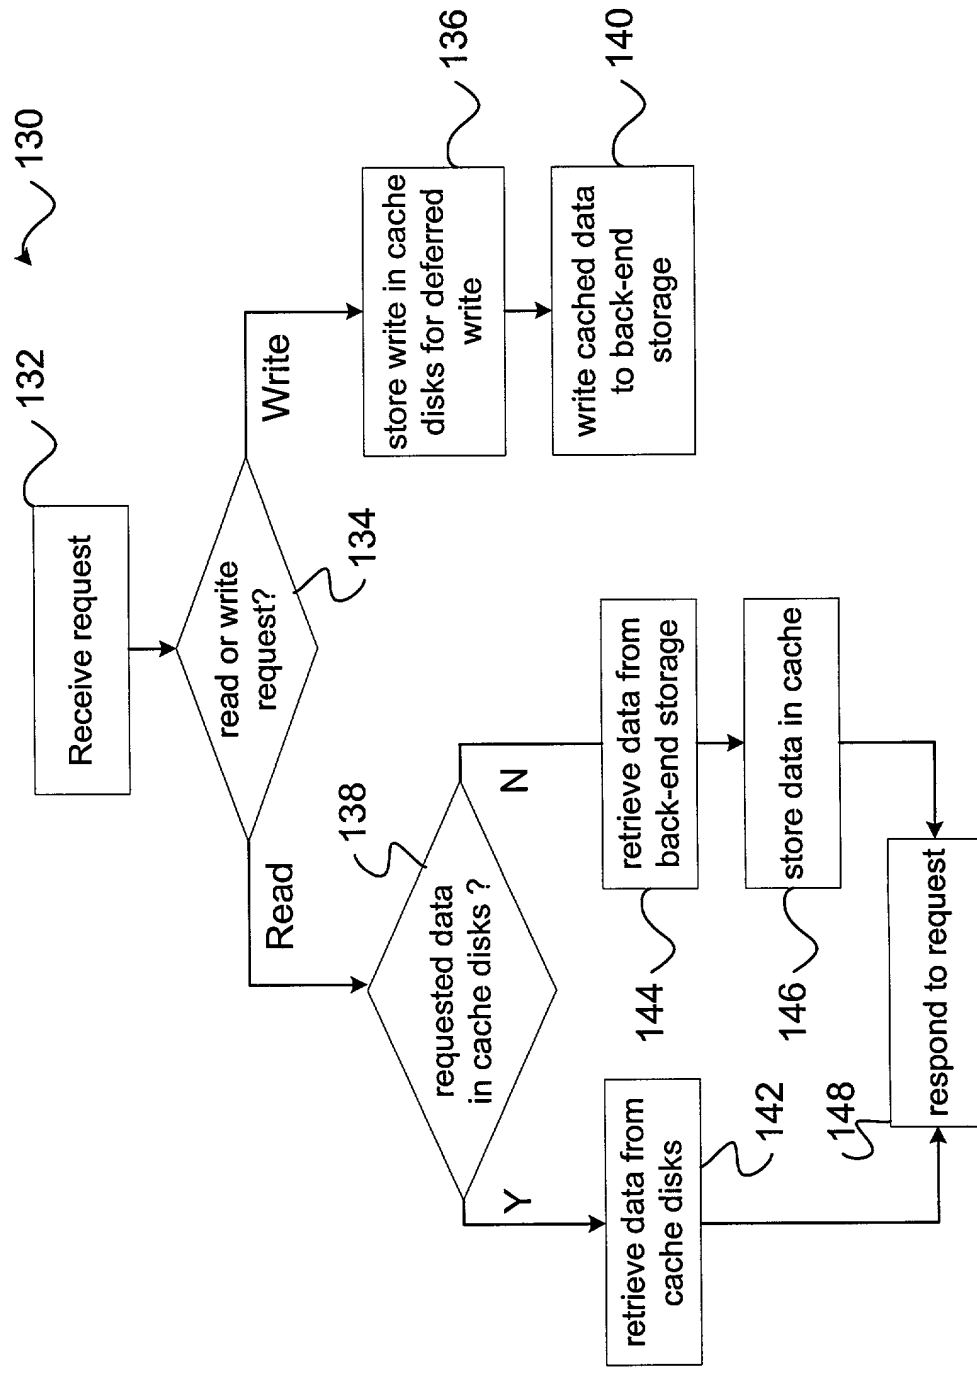 130
132
Receive request
read or write
request?
134
Read
Write
136
store write in cache
disks for deferred
write
140
write cached data
to back-end
storage
138
requested data
in cache disks ?
Y
N
retrieve data from
cache disks
142
144
retrieve data from
back-end storage
146
store data in cache
148
respond to request